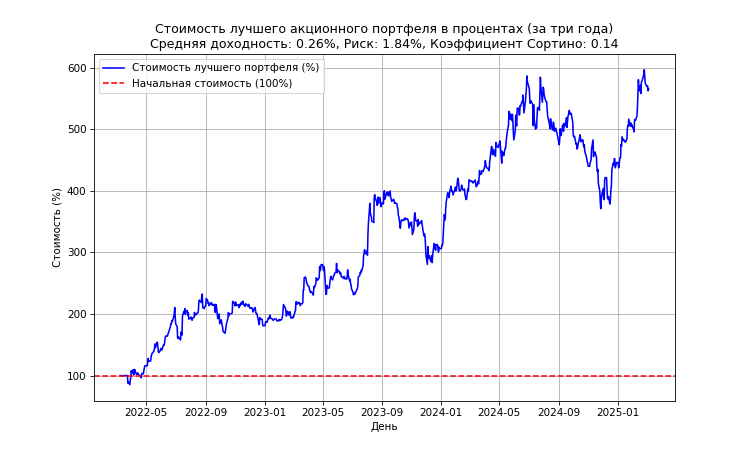 Стоимость лучшего акционного портфеля в процентах (за три года)
Средняя доходность: 0.26%, Риск: 1.84%, Коэффициент Сортино: 0.14
Стоимость лучшего портфеля (%)
Начальная стоимость (100%)
Стоимость (%)
600
500
400
300
200
100
2022-05 2022-09 2023-01 2023-05 2023-09 2024-01 2024-05 2024-09 2025-01
День